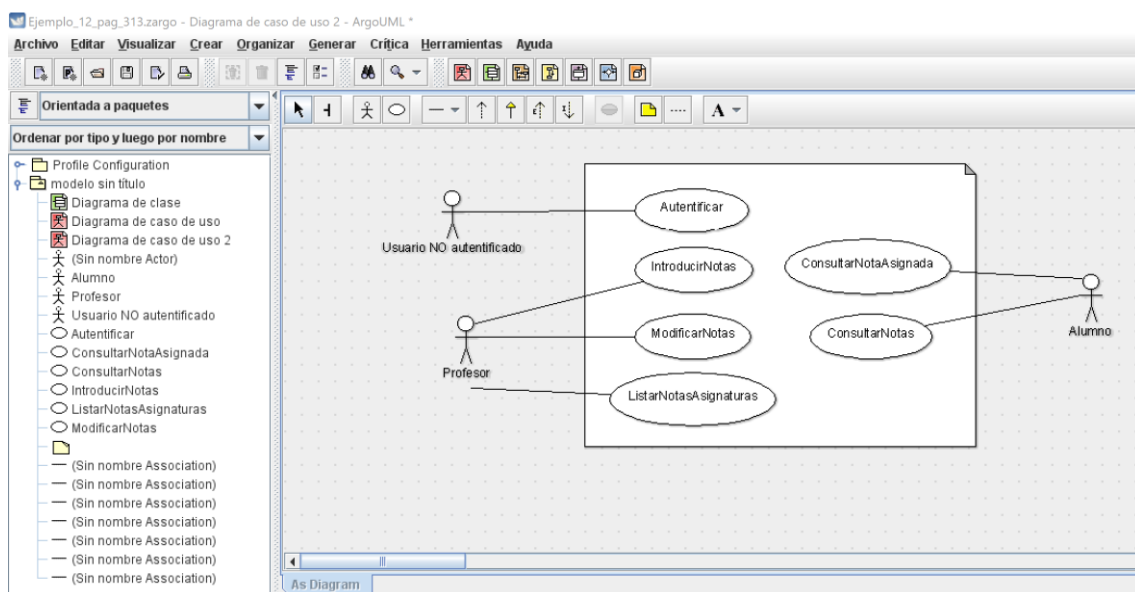 Ejemplo_12_pag_313.zargo - Diagrama de caso de uso 2 - ArgoUML *
Archivo Editar Visualizar Crear Organizar Generar Crítica Herramientas Ayuda
Orientada a paquetes
Ordenar por tipo y luego por nombre
Profile Configuration
modelo sin título
Diagrama de clase
Diagrama de caso de uso
Diagrama de caso de uso 2
(Sin nombre Actor)
Alumno
Profesor
Usuario NO autentificado
Autentificar
ConsultarNotaAsignada
ConsultarNotas
IntroducirNotas
ListarNotasAsignaturas
ModificarNotas
(Sin nombre Association)
(Sin nombre Association)
(Sin nombre Association)
(Sin nombre Association)
(Sin nombre Association)
(Sin nombre Association)
(Sin nombre Association)
A
Autentificar
Usuario NO autentificado
IntroducirNotas
ConsultarNotaAsignada
ModificarNotas
ConsultarNotas
Alumno
Profesor
ListarNotasAsignaturas
As Diagram